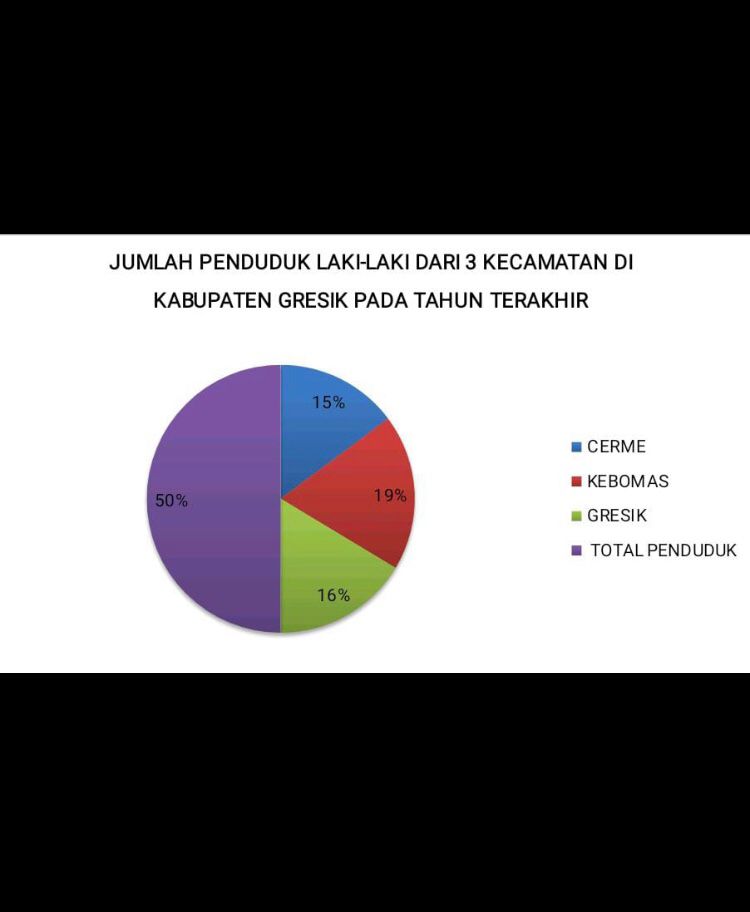 JUMLAH PENDUDUK LAKI-LAKI DARI 3 KECAMATAN DI
KABUPATEN GRESIK PADA TAHUN TERAKHIR
15%
19%
16%
50%
CERME
KEBOMAS
GRESIK
TOTAL PENDUDUK